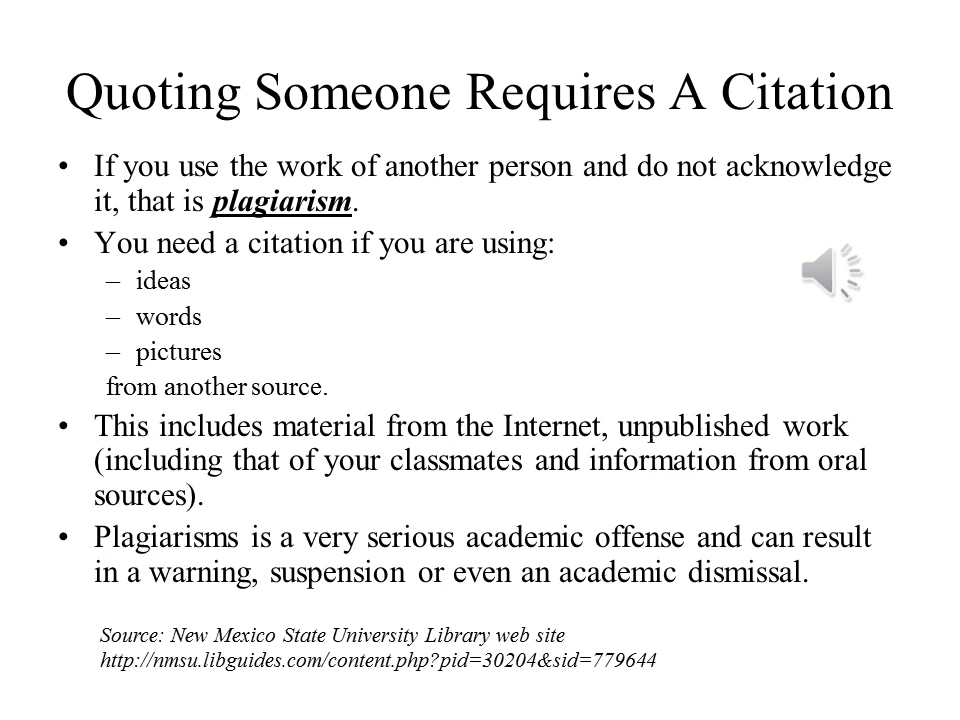 Quoting Someone Requires A Citation
• If you use the work of another person and do not acknowledge
it, that is plagiarism.
• You need a citation if you are using:
– ideas
– words
– pictures
from another source.
• This includes material from the Internet, unpublished work
(including that of your classmates and information from oral
sources).
• Plagiarisms is a very serious academic offense and can result
in a warning, suspension or even an academic dismissal.
Source: New Mexico State University Library web site
http://nmsu.libguides.com/content.php?pid=30204&sid=779644